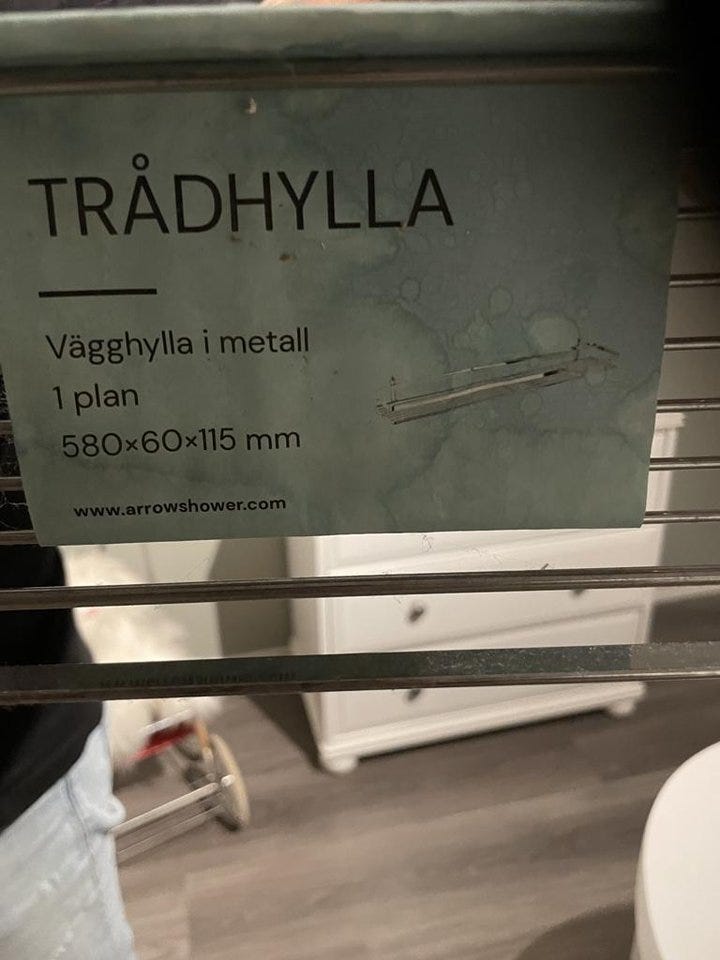 TRÅDHYLLA
Vägghylla i metall
1 plan
580×60×115 mm
www.arrowshower.com